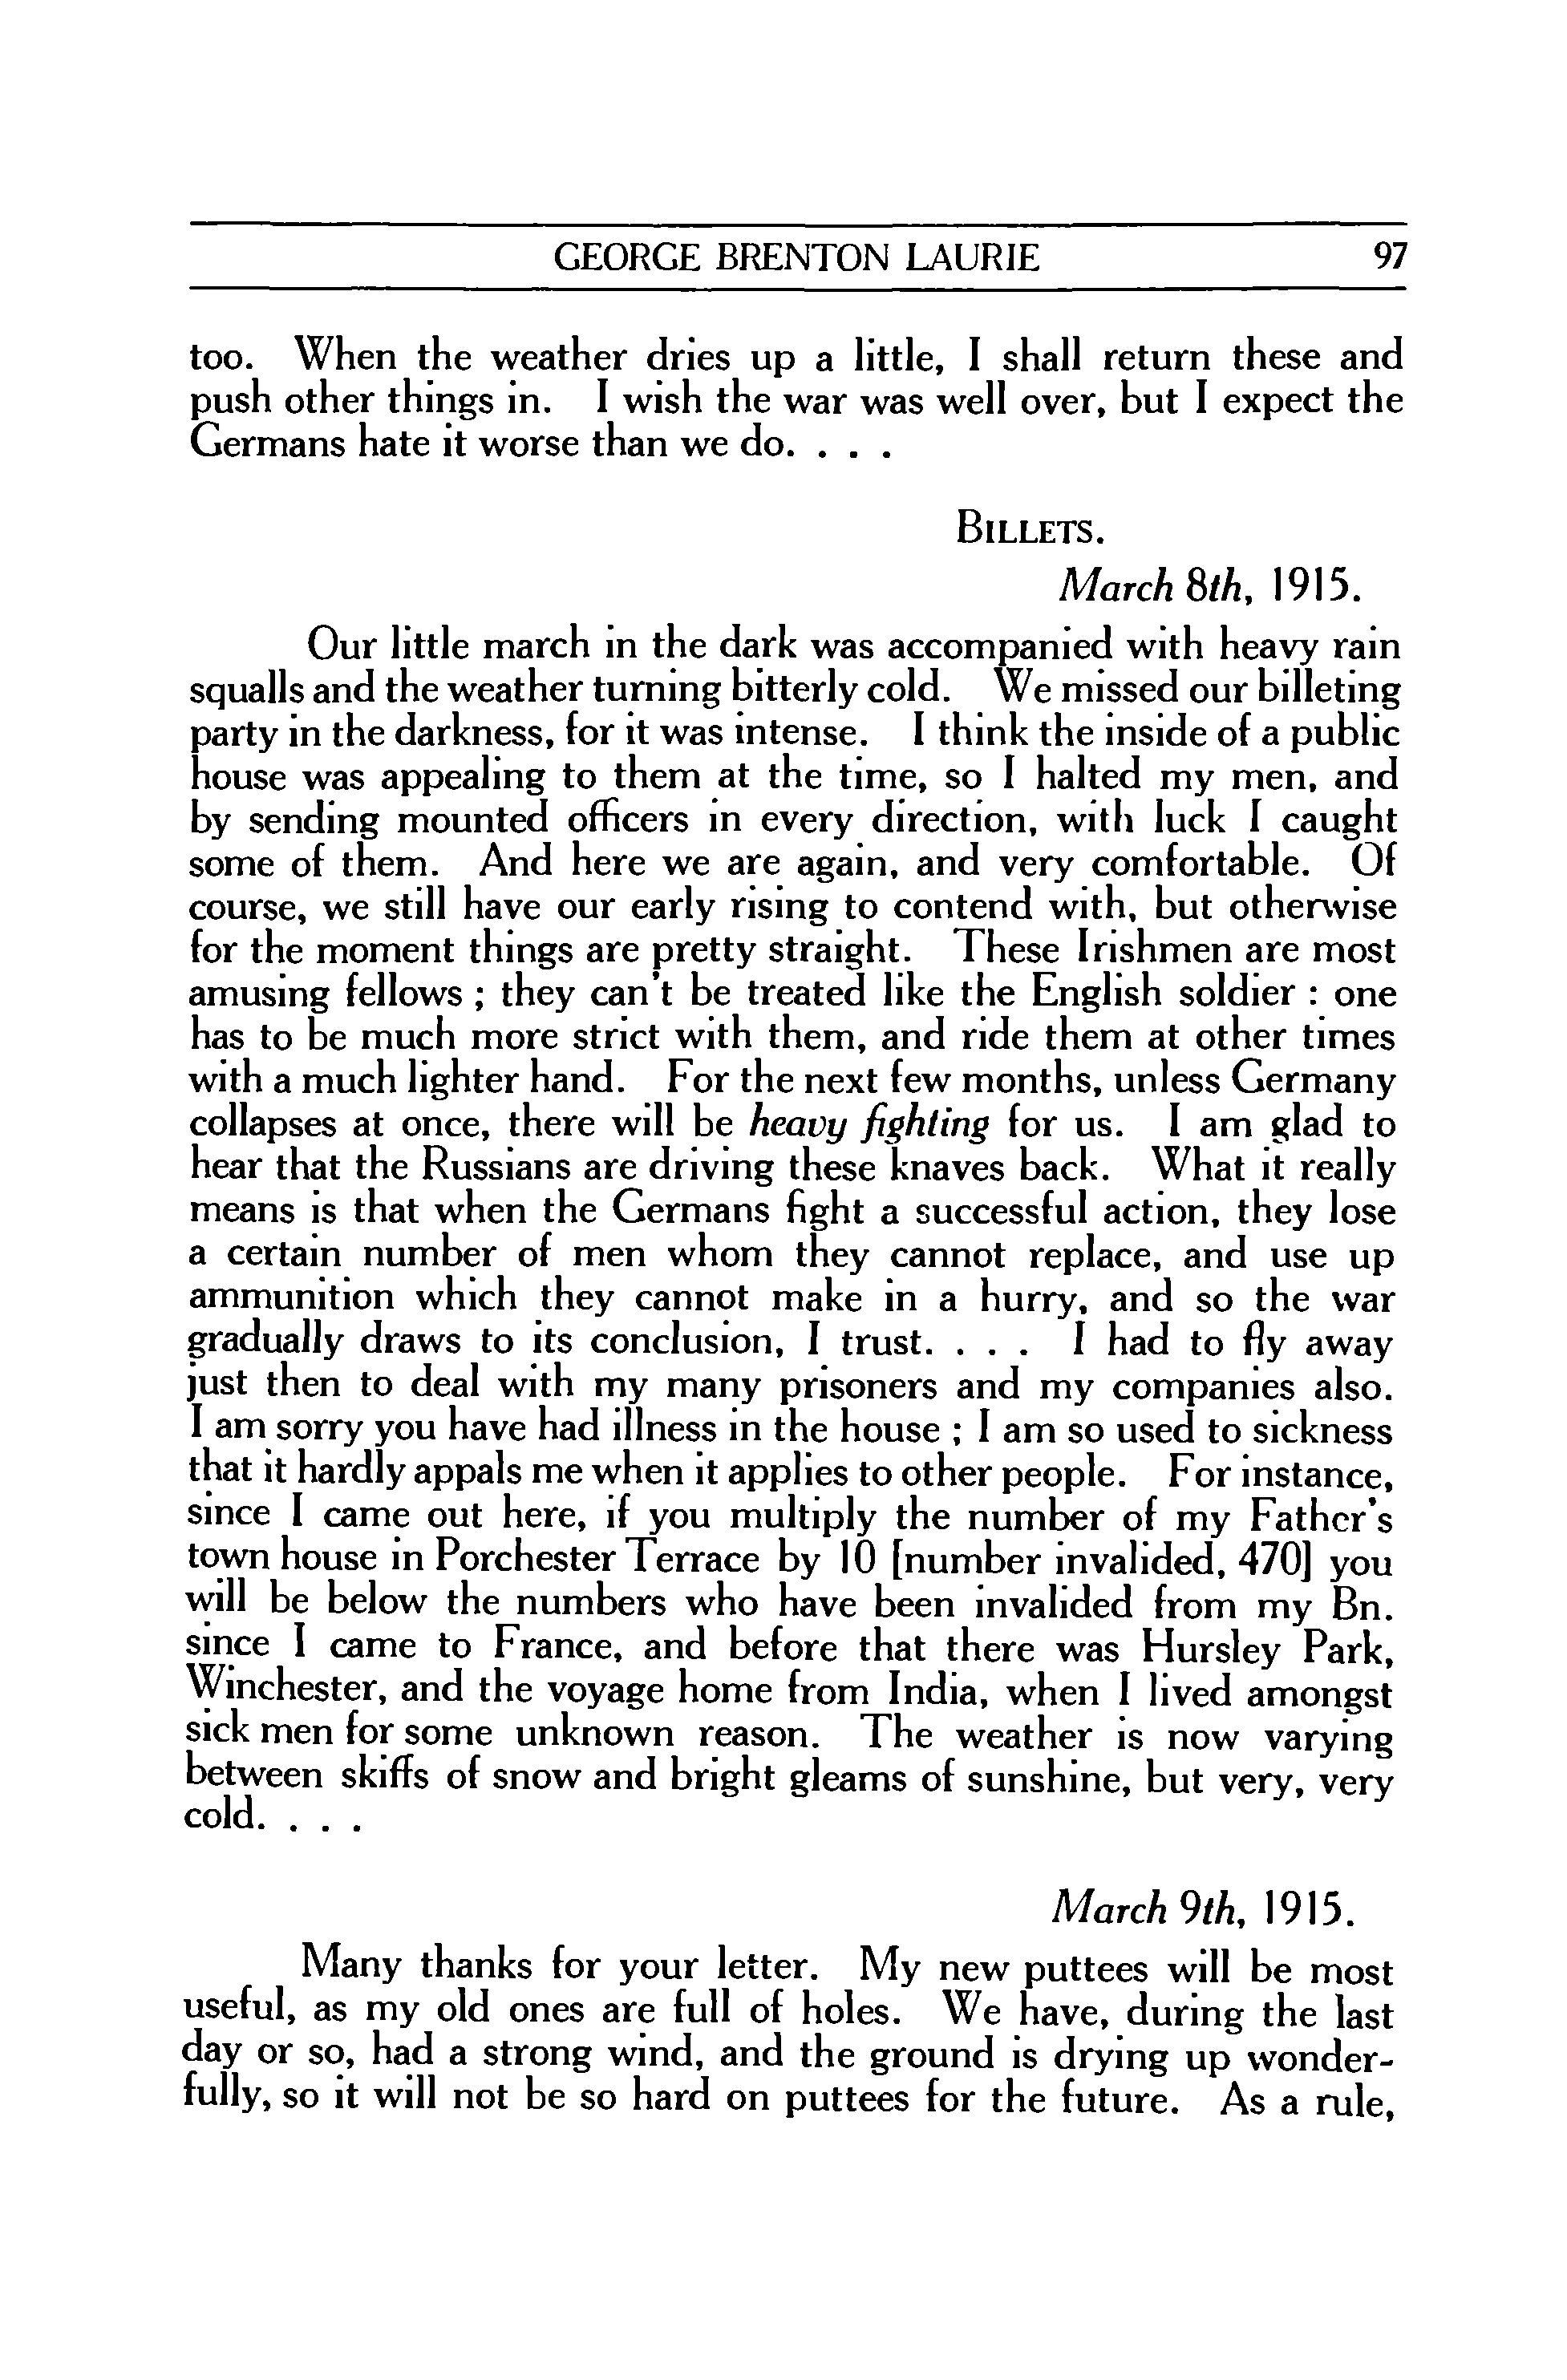 GEORGE BRENTON LAURIE 97
too. When the weather dries up a little, I shall return these and
push other things in. I wish the war was well over, but I expect the
Germans hate it worse than we do. . . .
BILLETS.
March 8th, 1915.
Our little march in the dark was accompanied with heavy rain
squalls and the weather turning bitterly cold. We missed our billeting
party in the darkness, for it was intense. I think the inside of a public
house was appealing to them at the time, so I halted my men, and
by sending mounted officers in every direction, with luck I caught
some of them. And here we are again, and very comfortable. Of
course, we still have our early rising to contend with, but otherwise
for the moment things are pretty straight. These Irishmen are most
amusing fellows ; they can't be treated like the English soldier : one
has to be much more strict with them, and ride them at other times
with a much lighter hand. For the next few months, unless Germany
collapses at once, there will be heavy fighting for us. I am glad to
hear that the Russians are driving these knaves back. What it really
means is that when the Germans fight a successful action, they lose
a certain number of men whom they cannot replace, and use up
ammunition which they cannot make in a hurry, and so the war
gradually draws to its conclusion, I trust. . . . I had to fly away
just then to deal with my many prisoners and my companies also.
I am sorry you have had illness in the house ; I am so used to sickness
that it hardly appals me when it applies to other people. For instance,
since I came out here, if you multiply the number of my Father's
town house in Porchester Terrace by 10 [number invalided, 470] you
will be below the numbers who have been invalided from my Bn.
since I came to France, and before that there was Hursley Park,
Winchester, and the voyage home from India, when I lived amongst
sick men for some unknown reason. The weather is now varying
between skiffs of snow and bright gleams of sunshine, but very, very
cold. . . .
March 9th, 1915.
Many thanks for your letter. My new puttees will be most
useful, as my old ones are full of holes. We have, during the last
day or so, had a strong wind, and the ground is drying up wonder-
fully, so it will not be so hard on puttees for the future. As a rule,